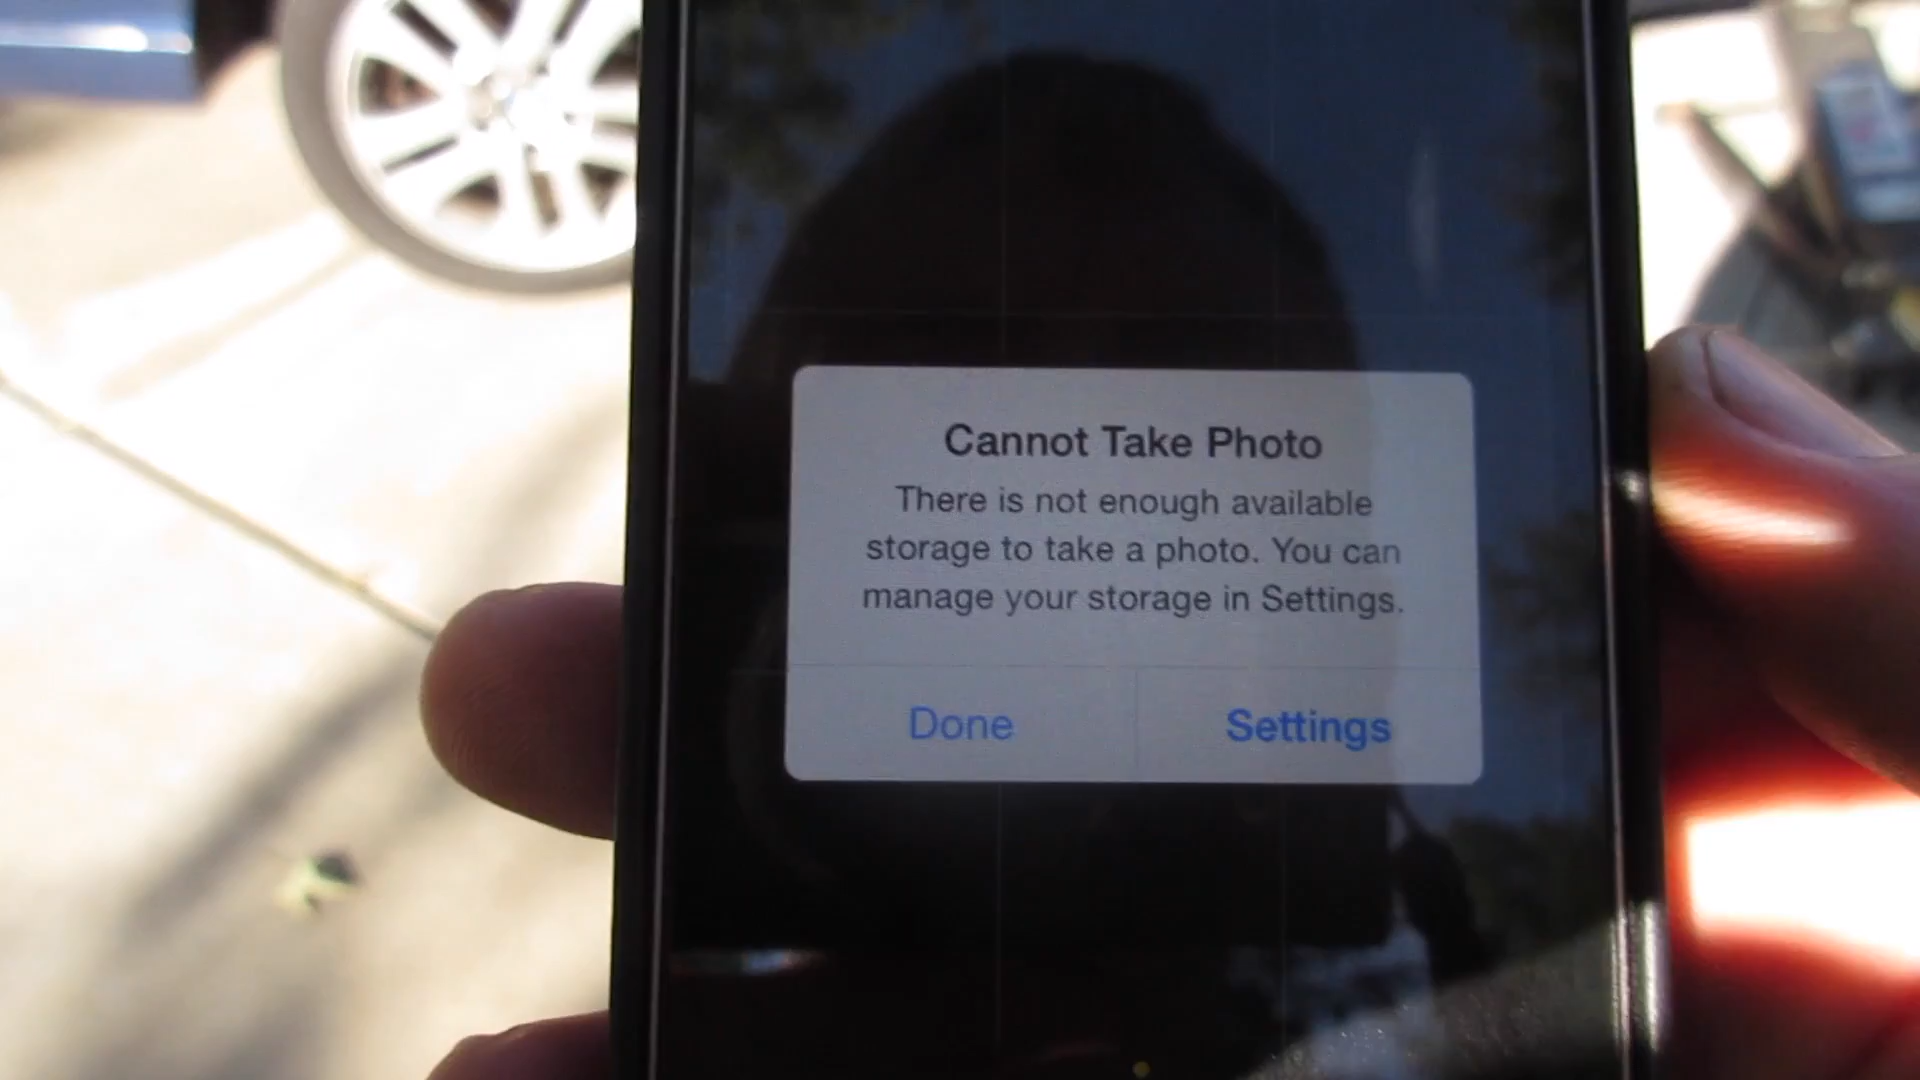 Cannot Take Photo
There is not enough available
storage to take a photo. You can
manage your storage in Settings.
Done
Settings